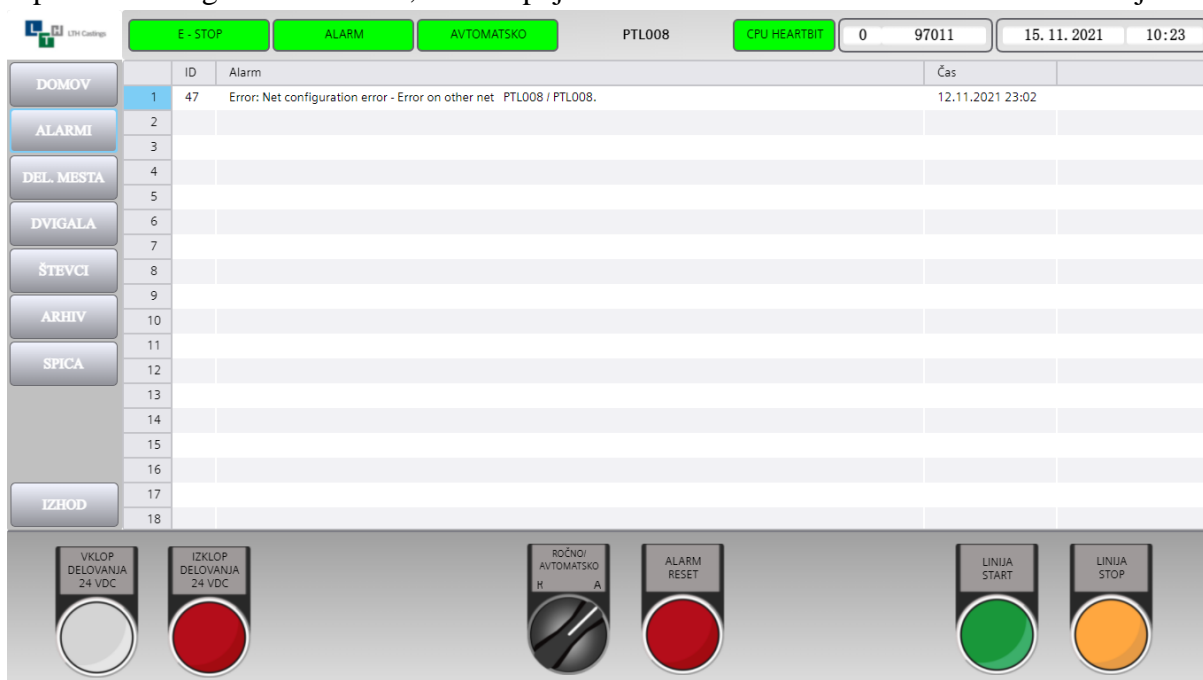 LTH
LTH Castings
E - STOP
ALARM
AVTOMATSKO
PTL008
CPU HEARTBIT
0
97011
15. 11. 2021
10:23
DOMOV
ALARMI
DEL. MESTA
DVIGALA
ŠTEVCI
ARHIV
SPICA
IZHOD
ID Alarm Čas
1 47 Error: Net configuration error - Error on other net PTL008 / PTL008. 12.11.2021 23:02
2
3
4
5
6
7
8
9
10
11
12
13
14
15
16
17
18
VKLOP
DELOVANJA
24 VDC
IZKLOP
DELOVANJA
24 VDC
ROČNO/
AVTOMATSKO
R A
ALARM
RESET
LINIJA
START
LINIJA
STOP